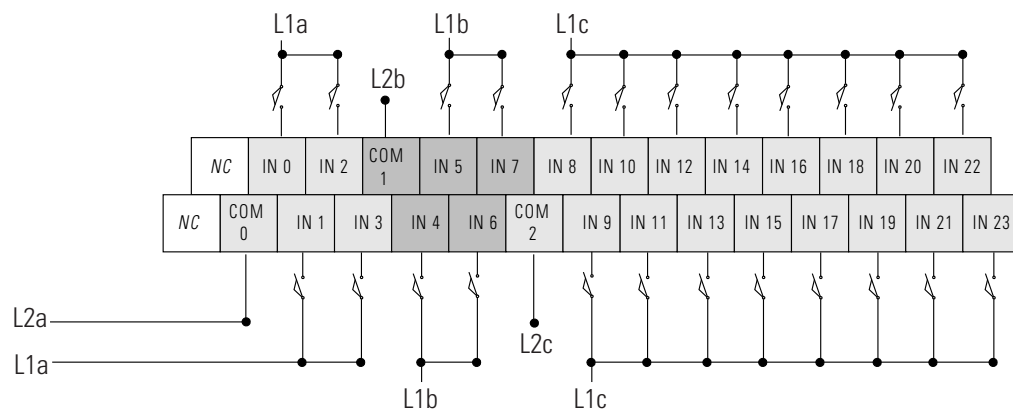 L1a
L1b
L1c
L2b
NC
IN 0
IN 2
COM
1
IN 5
IN 7
IN 8
IN 10
IN 12
IN 14
IN 16
IN 18
IN 20
IN 22
NC
COM
0
IN 1
IN 3
IN 4
IN 6
COM
2
IN 9
IN 11
IN 13
IN 15
IN 17
IN 19
IN 21
IN 23
L2a
L2c
L1a
L1b
L1c